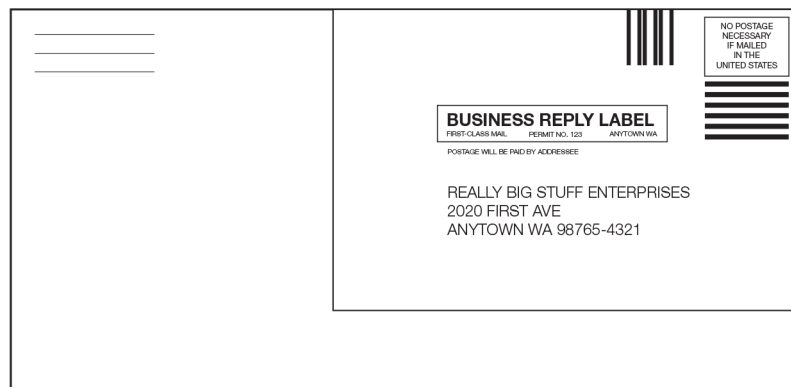 NO POSTAGE
NECESSARY
IF MAILED
IN THE
UNITED STATES
BUSINESS REPLY LABEL
FIRST-CLASS MAIL PERMIT NO. 123 ANYTOWN WA
POSTAGE WILL BE PAID BY ADDRESSEE
REALLY BIG STUFF ENTERPRISES
2020 FIRST AVE
ANYTOWN WA 98765-4321